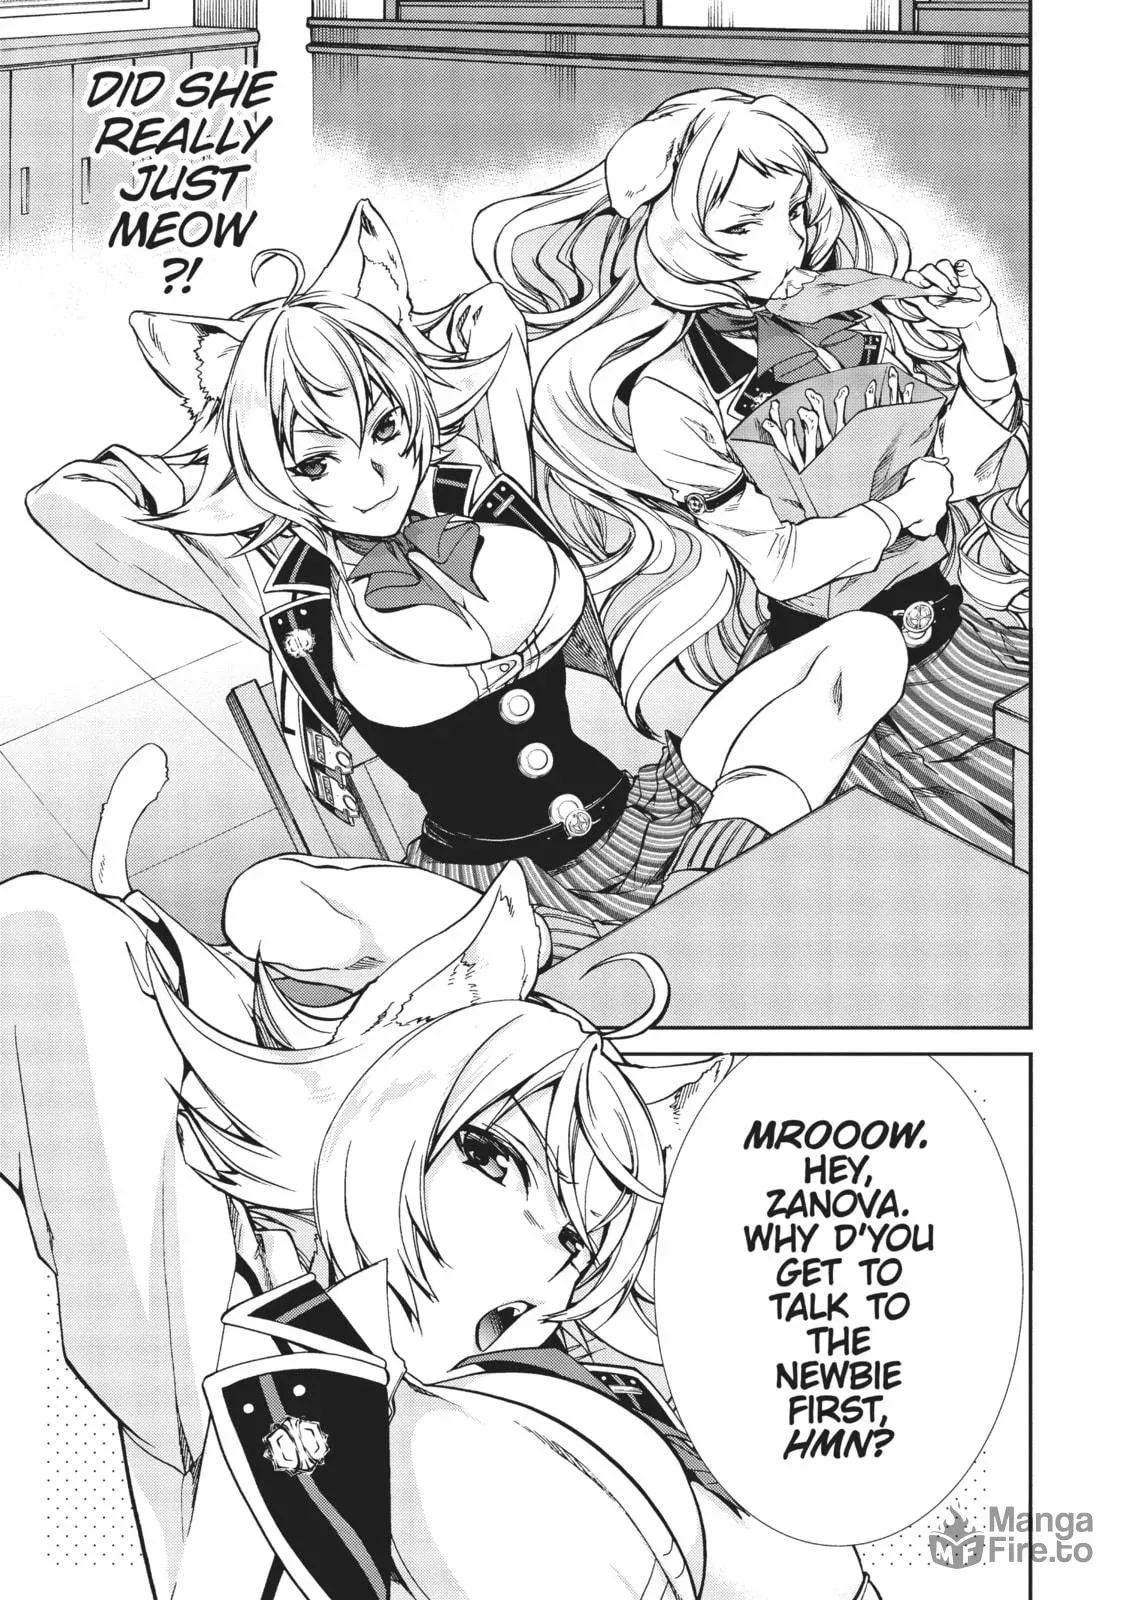 DID SHE
REALLY
JUST
MEOW
?!
MROOOW.
HEY,
ZANOVA.
WHY D'YOU
GET TO
TALK TO
THE
NEWBIE
FIRST,
HMN?
MF
Manga
Fire.to